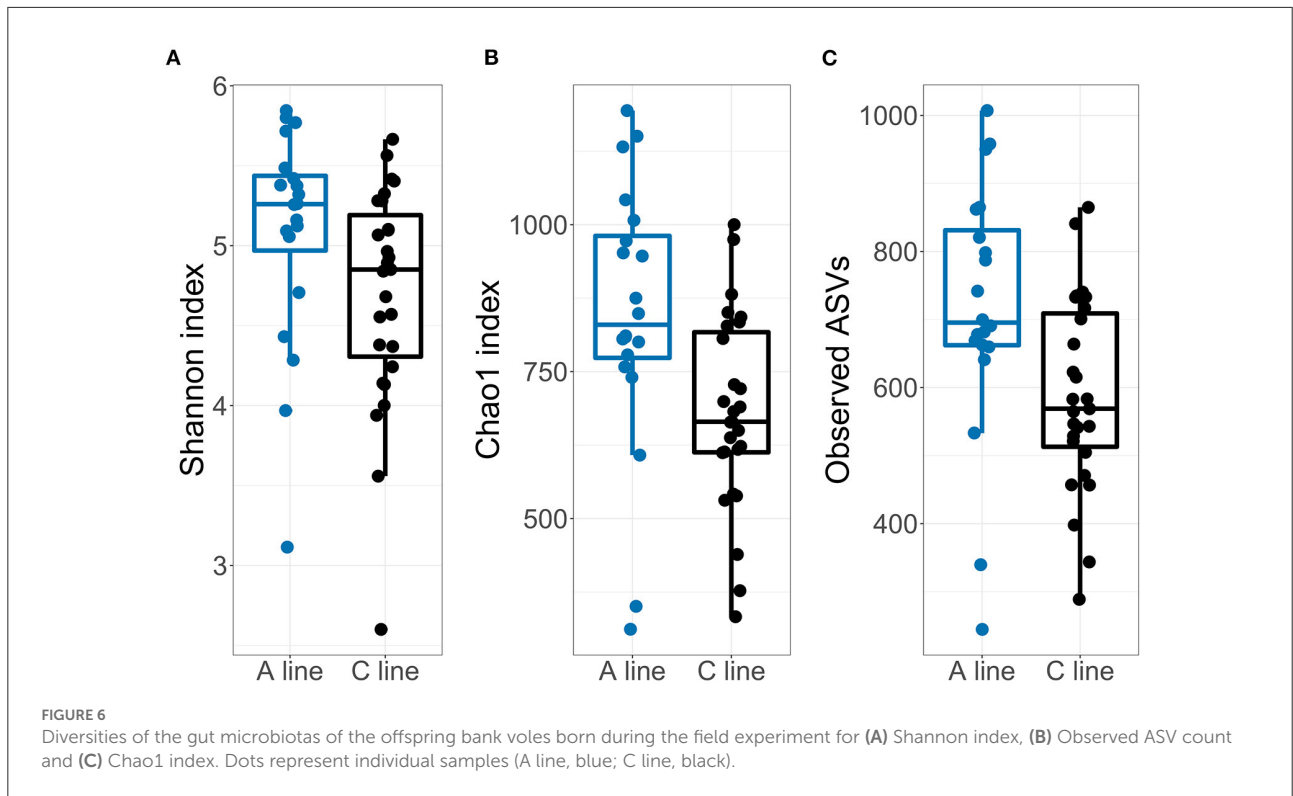 A
B
C
Shannon index
6
5
4
3
A line C line
Chao1 index
1000
750
500
A line C line
Observed ASVs
1000
800
600
400
A line C line
FIGURE 6
Diversities of the gut microbiotas of the offspring bank voles born during the field experiment for (A) Shannon index, (B) Observed ASV count
and (C) Chao1 index. Dots represent individual samples (A line, blue; C line, black).